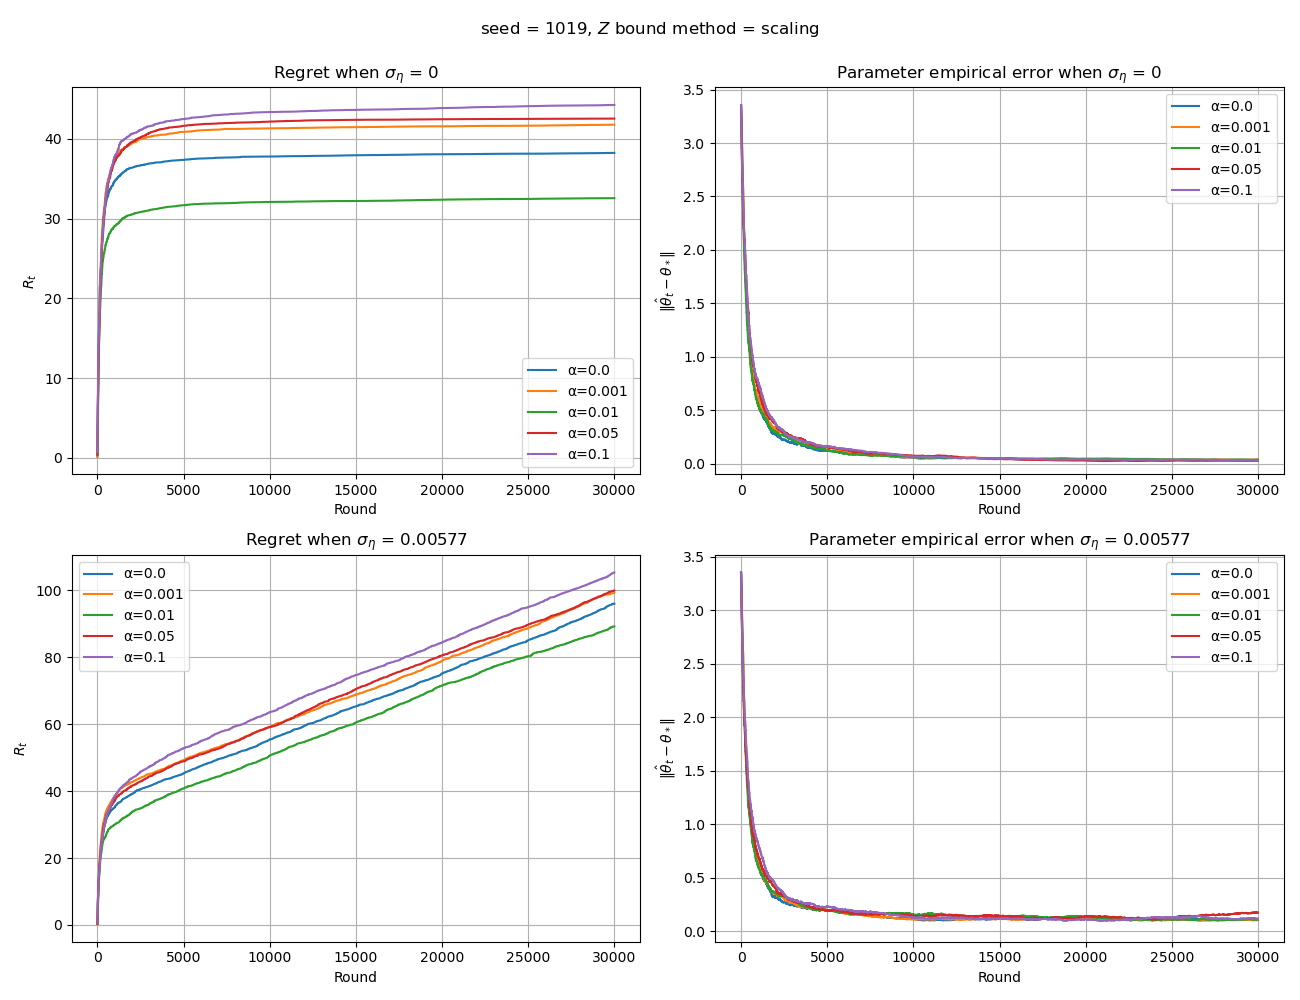 seed = 1019, Z bound method = scaling
Regret when σ_η = 0
R_t
40
30
20
10
0
0 5000 10000 15000 20000 25000 30000
Round
α=0.0
α=0.001
α=0.01
α=0.05
α=0.1
Parameter empirical error when σ_η = 0
‖θ̂_t − θ_*‖
3.5
3.0
2.5
2.0
1.5
1.0
0.5
0.0
0 5000 10000 15000 20000 25000 30000
Round
α=0.0
α=0.001
α=0.01
α=0.05
α=0.1
Regret when σ_η = 0.00577
R_t
100
80
60
40
20
0
0 5000 10000 15000 20000 25000 30000
Round
α=0.0
α=0.001
α=0.01
α=0.05
α=0.1
Parameter empirical error when σ_η = 0.00577
‖θ̂_t − θ_*‖
3.5
3.0
2.5
2.0
1.5
1.0
0.5
0.0
0 5000 10000 15000 20000 25000 30000
Round
α=0.0
α=0.001
α=0.01
α=0.05
α=0.1